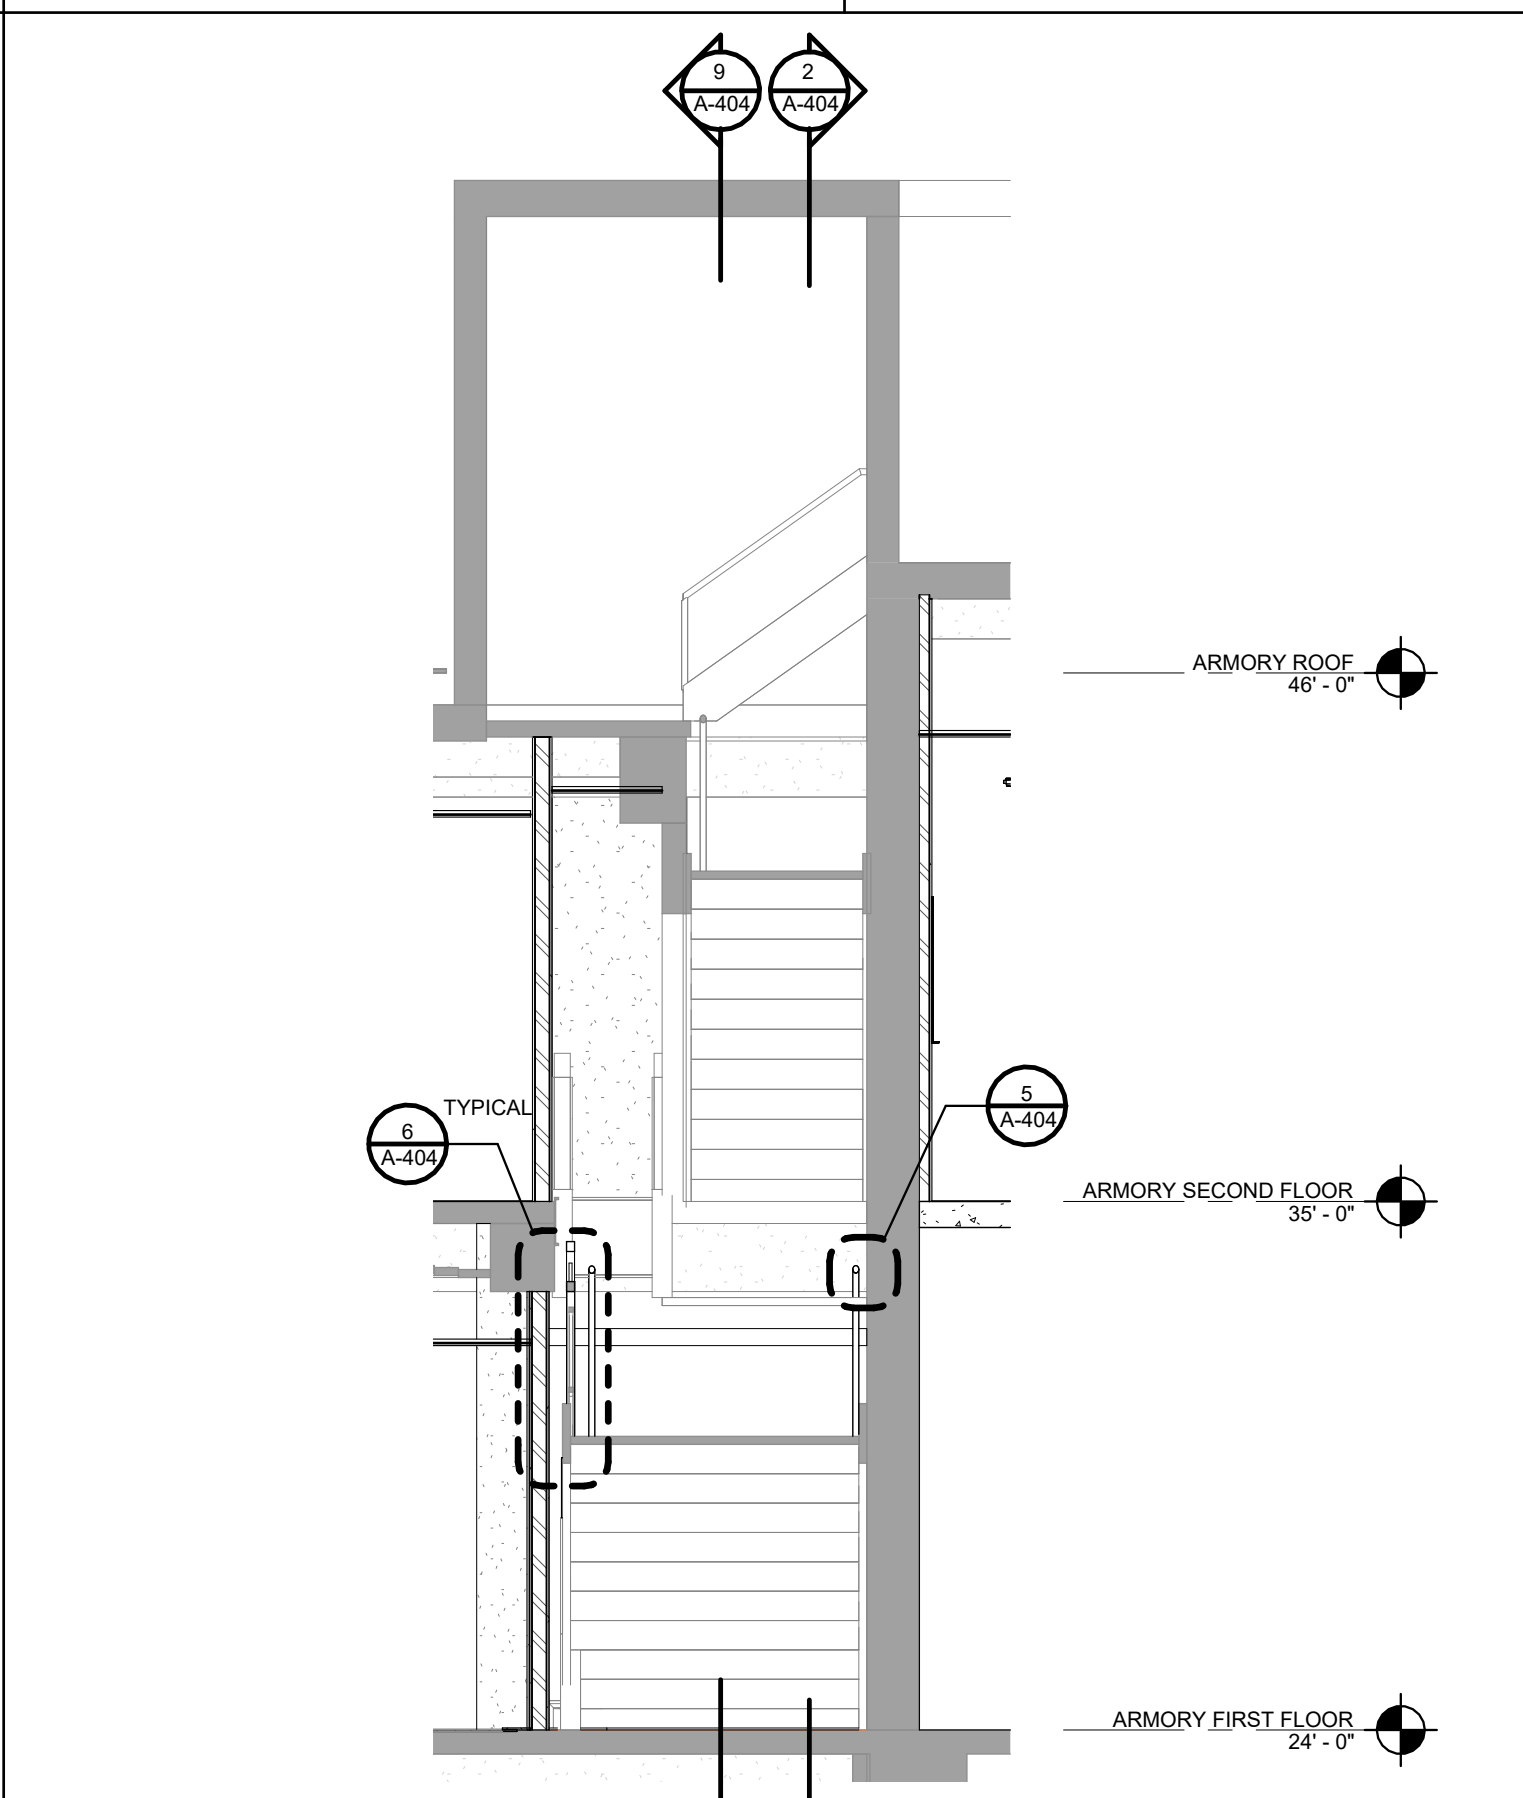 9
A-404
2
A-404
ARMORY ROOF
46' - 0"
TYPICAL
6
A-404
5
A-404
ARMORY SECOND FLOOR
35' - 0"
ARMORY FIRST FLOOR
24' - 0"